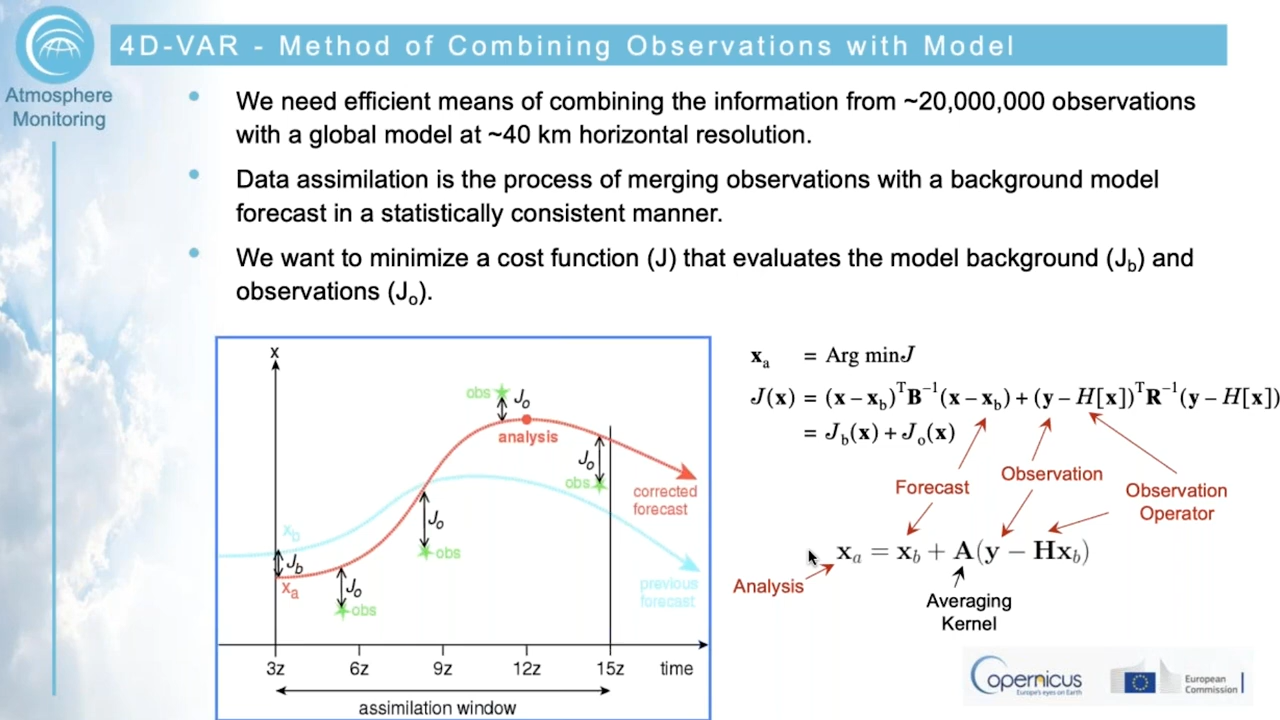 4D-VAR - Method of Combining Observations with Model
Atmosphere
Monitoring
We need efficient means of combining the information from ~20,000,000 observations
with a global model at ~40 km horizontal resolution.
Data assimilation is the process of merging observations with a background model
forecast in a statistically consistent manner.
We want to minimize a cost function (J) that evaluates the model background (J_b) and
observations (J_o).
x
obs
J_o
analysis
J_o
obs
corrected
forecast
x_b
J_o
obs
J_b
x_a
J_o
obs
previous
forecast
3z 6z 9z 12z 15z time
assimilation window
x_a = Arg min J
J(x) = (x – x_b)^T B^–1 (x – x_b) + (y – H[x])^T R^–1 (y – H[x])
= J_b(x) + J_o(x)
Forecast
Observation
Observation
Operator
x_a = x_b + A(y − Hx_b)
Analysis
Averaging
Kernel
Copernicus
Europe's eyes on Earth
European
Commission